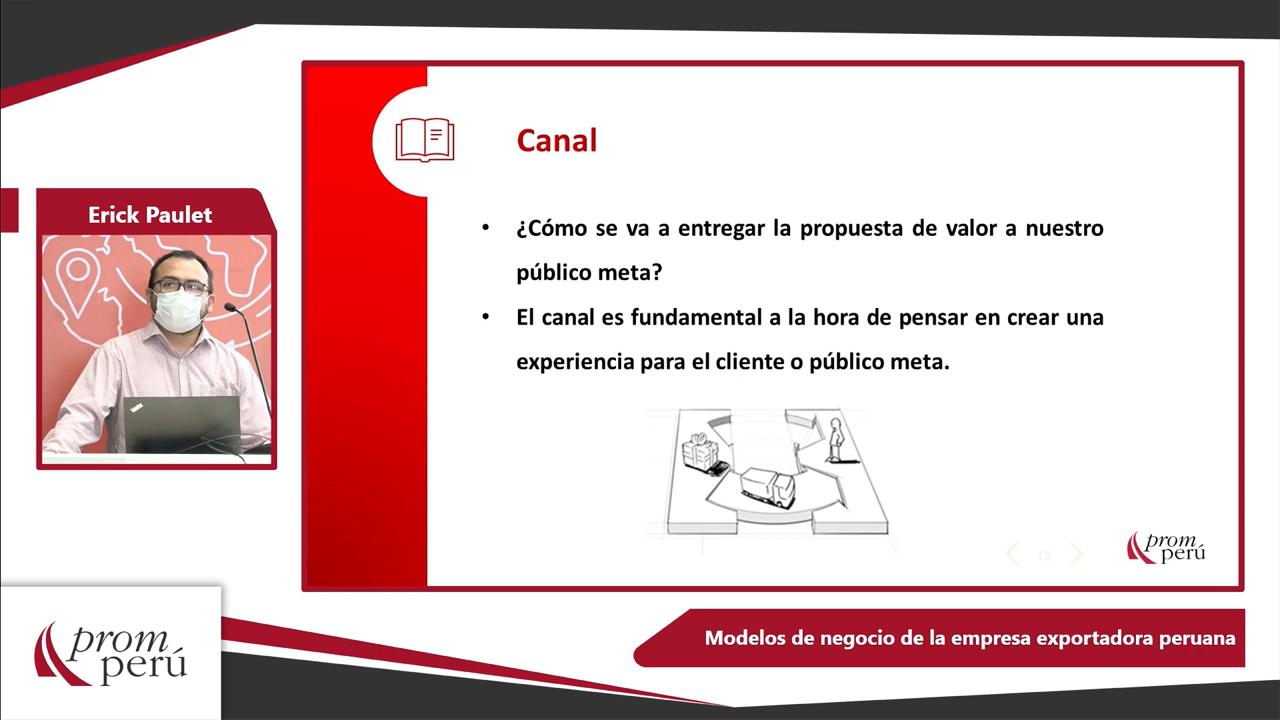 Erick Paulet
Canal
• ¿Cómo se va a entregar la propuesta de valor a nuestro
público meta?
• El canal es fundamental a la hora de pensar en crear una
experiencia para el cliente o público meta.
12
prom
perú
Modelos de negocio de la empresa exportadora peruana
prom
perú